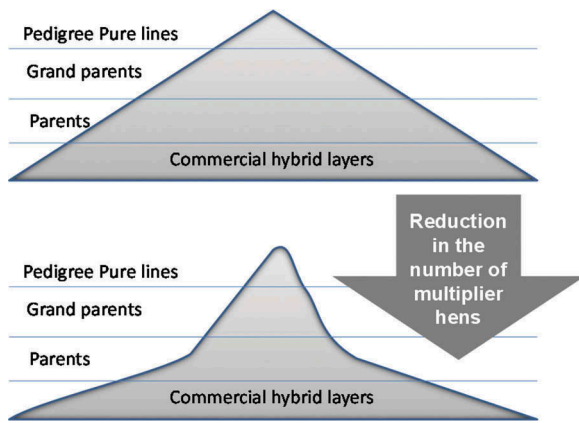 Pedigree Pure lines
Grand parents
Parents
Commercial hybrid layers
Reduction
in the
number of
multiplier
hens
Pedigree Pure lines
Grand parents
Parents
Commercial hybrid layers